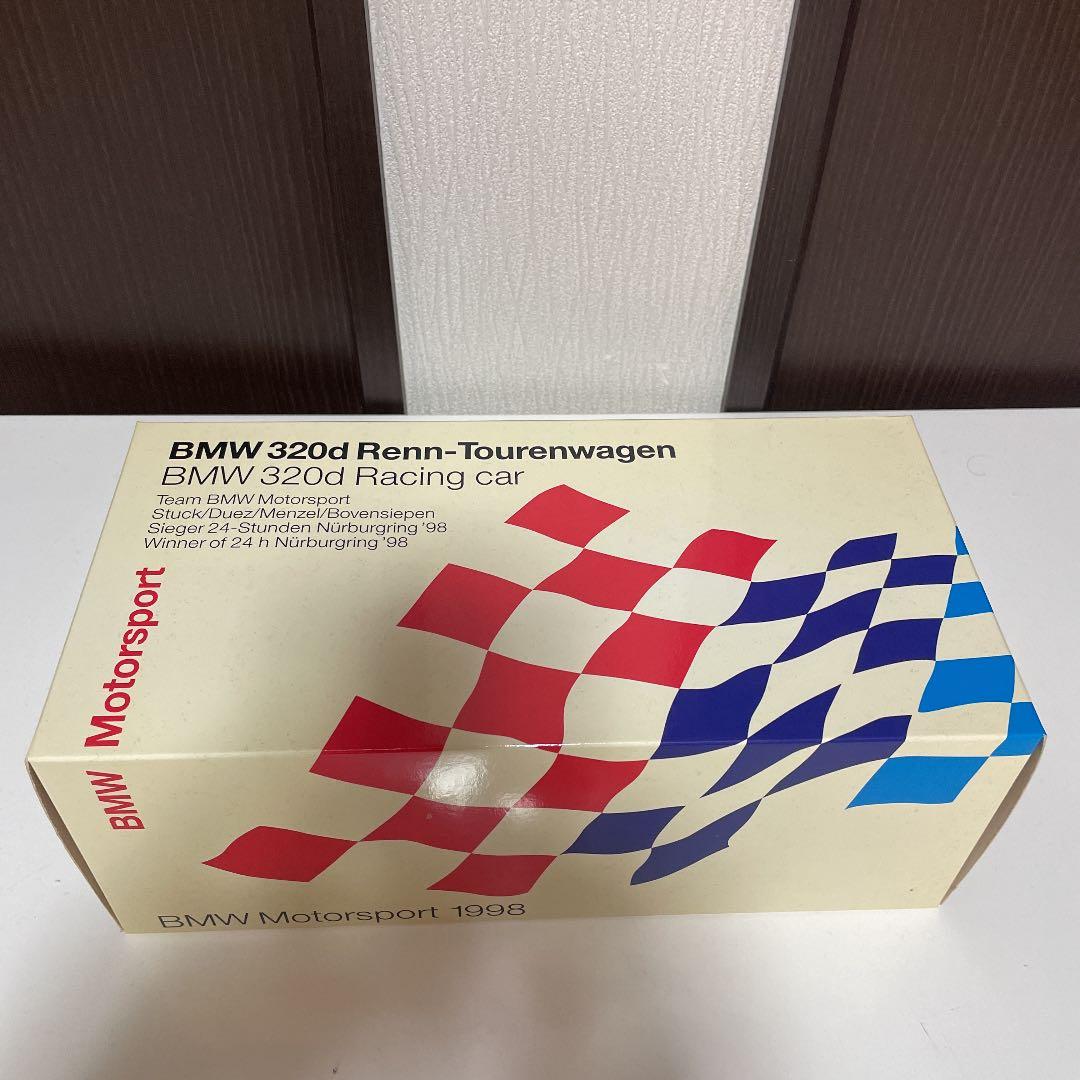 BMW 320d Renn-Tourenwagen
BMW 320d Racing car
Team BMW Motorsport
Stuck/Duez/Menzel/Bovensiepen
Sieger 24-Stunden Nürburgring '98
Winner of 24 h Nürburgring '98
BMW Motorsport
BMW Motorsport 1998